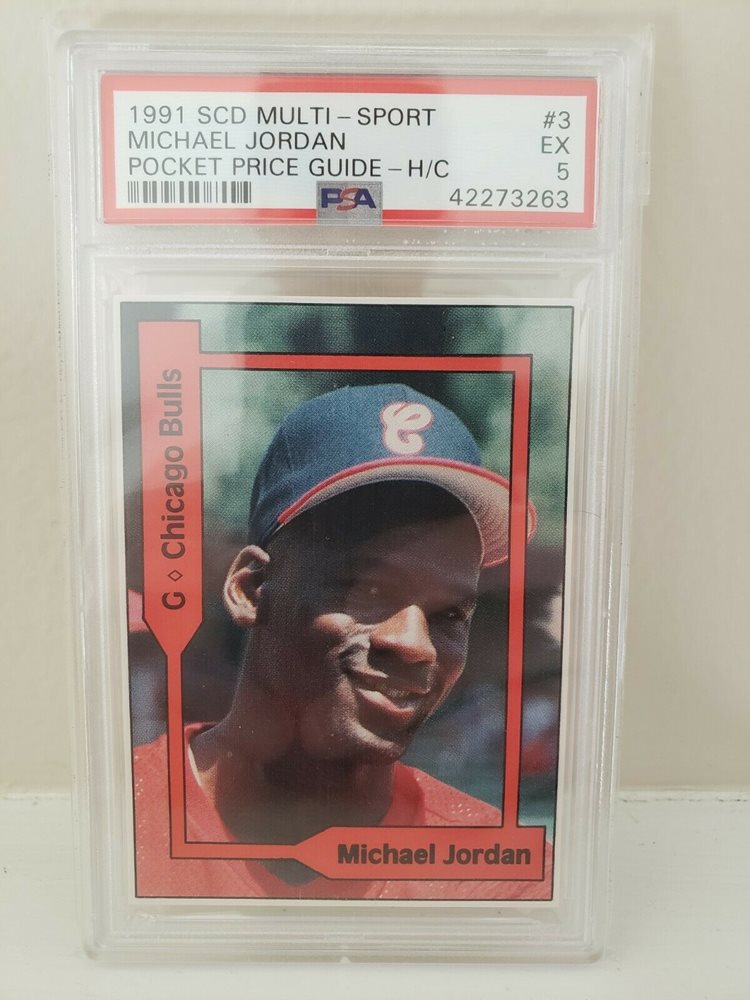 1991 SCD MULTI-SPORT #3
MICHAEL JORDAN EX
POCKET PRICE GUIDE-H/C 5
PSA 42273263
C
G ◇ Chicago Bulls
Michael Jordan